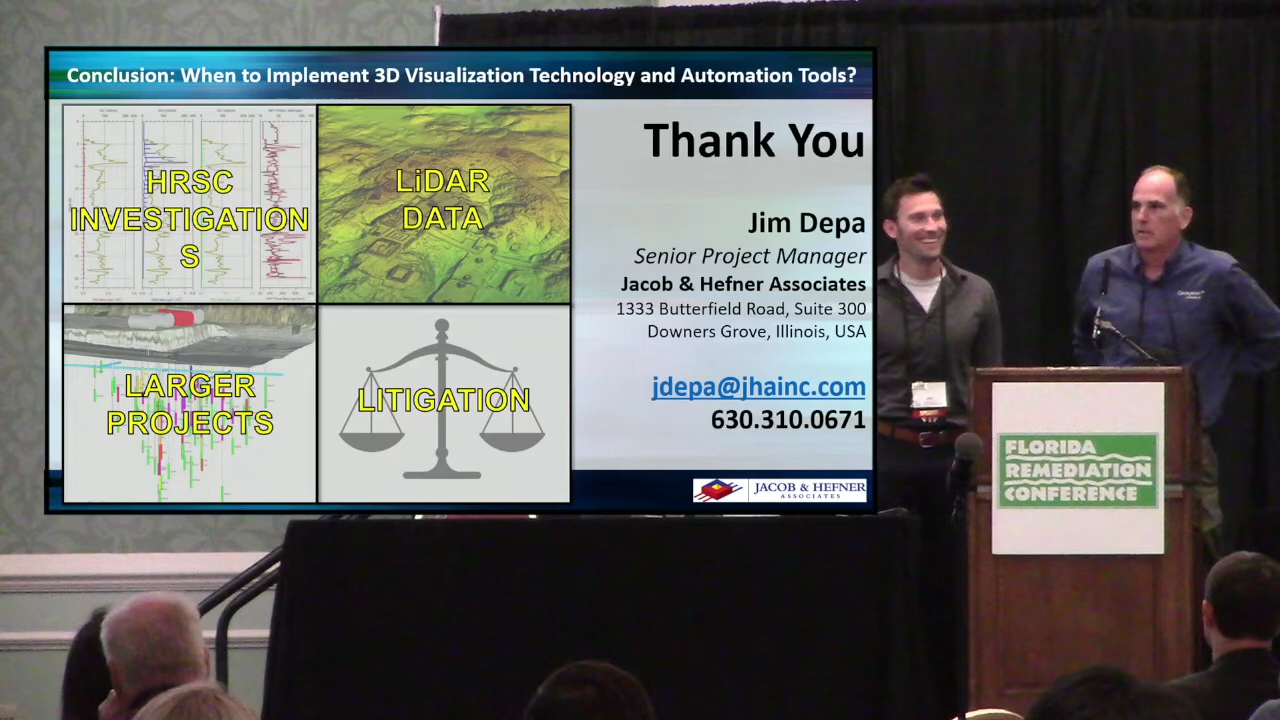 Conclusion: When to Implement 3D Visualization Technology and Automation Tools?
HRSC
INVESTIGATION
S
LiDAR
DATA
LARGER
PROJECTS
LITIGATION
Thank You
Jim Depa
Senior Project Manager
Jacob & Hefner Associates
1333 Butterfield Road, Suite 300
Downers Grove, Illinois, USA
jdepa@jhainc.com
630.310.0671
JACOB & HEFNER
ASSOCIATES
FLORIDA
REMEDIATION
CONFERENCE